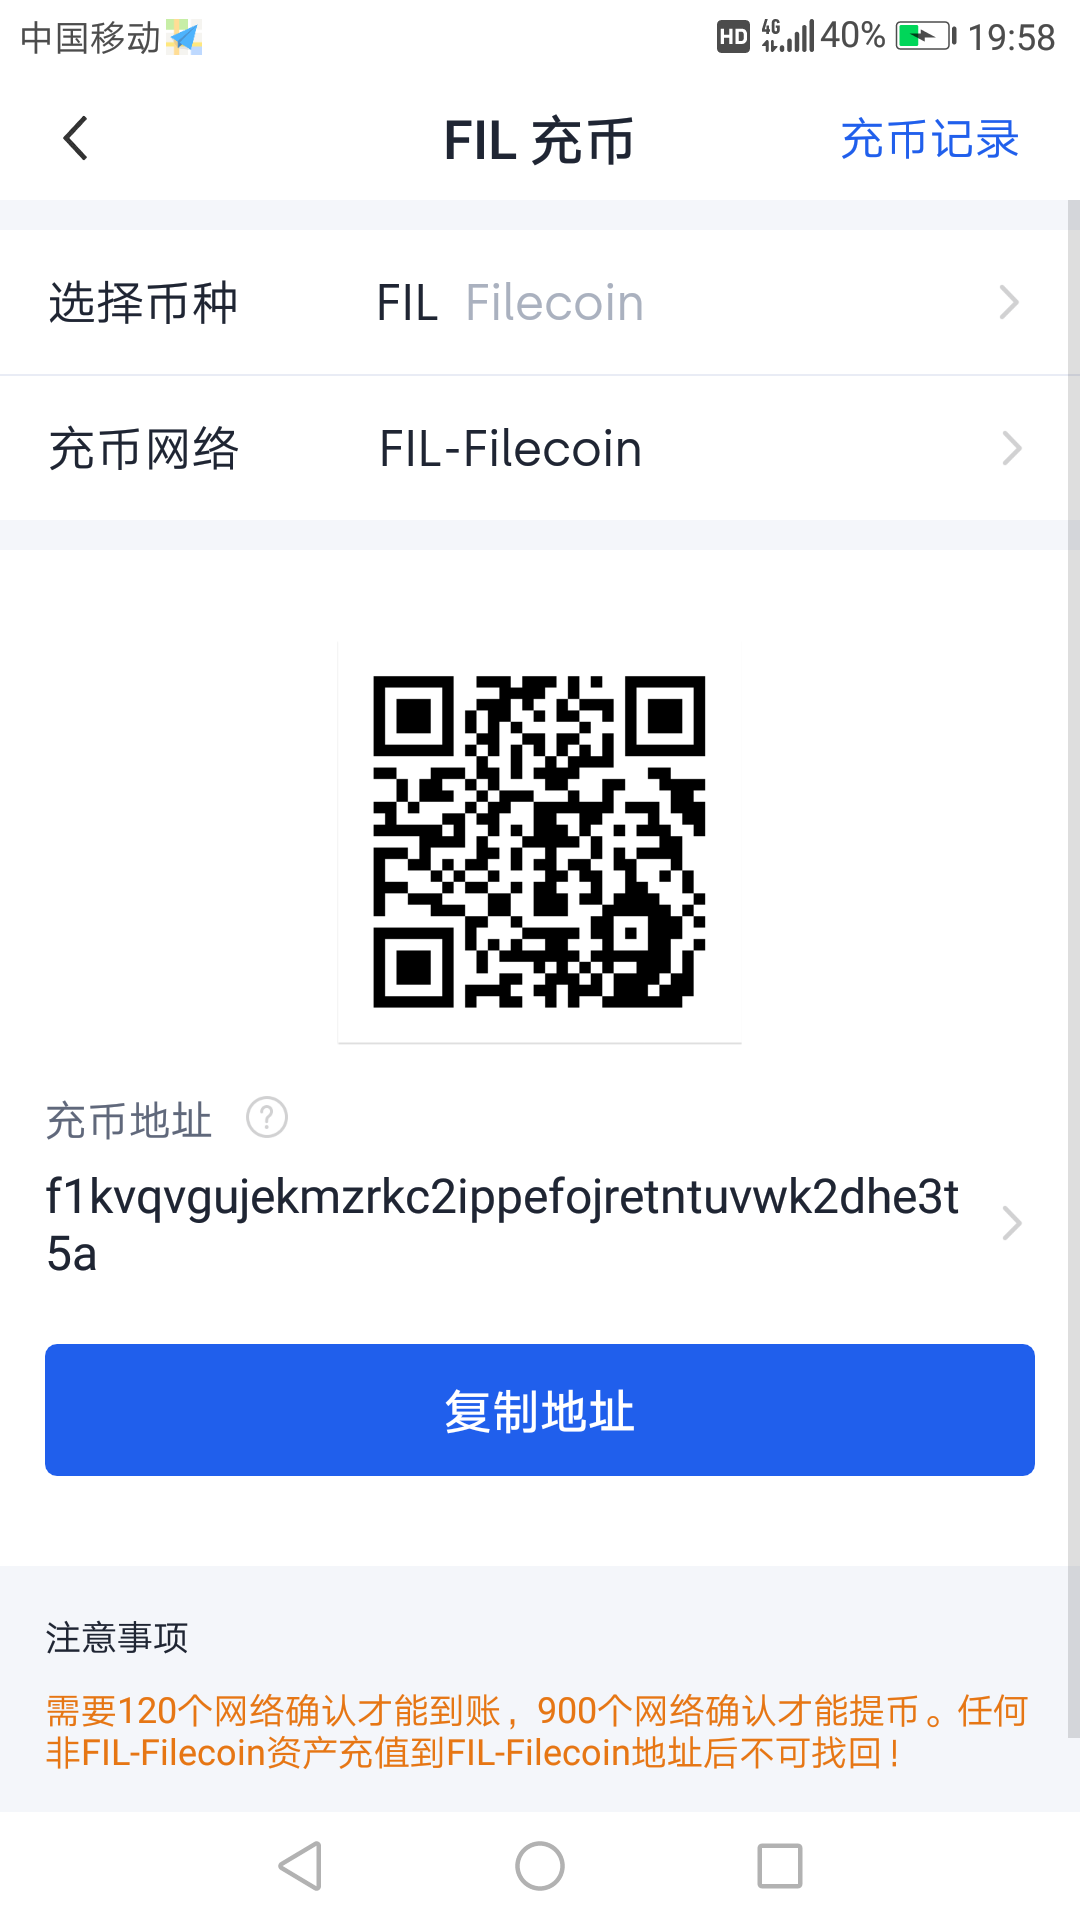 中国移动 HD 4G 40% 19:58
FIL 充币 充币记录
选择币种 FIL Filecoin
充币网络 FIL-Filecoin
充币地址 ?
f1kvqvgujekmzrkc2ippefojretntuvwk2dhe3t
5a
复制地址
注意事项
需要120个网络确认才能到账，900个网络确认才能提币。任何
非FIL-Filecoin资产充值到FIL-Filecoin地址后不可找回！